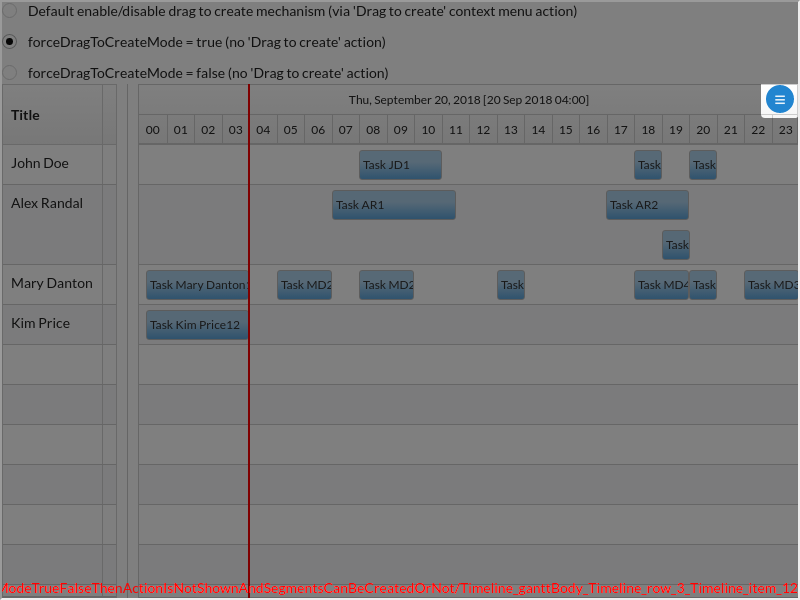 Default enable/disable drag to create mechanism (via 'Drag to create' context menu action)
forceDragToCreateMode = true (no 'Drag to create' action)
forceDragToCreateMode = false (no 'Drag to create' action)
Title
Thu, September 20, 2018 [20 Sep 2018 04:00]
00 01 02 03 04 05 06 07 08 09 10 11 12 13 14 15 16 17 18 19 20 21 22 23
John Doe Task JD1 Task Task
Alex Randal Task AR1 Task AR2
Task
Mary Danton Task Mary Danton Task MD2 Task MD2 Task Task MD4 Task Task MD3
Kim Price Task Kim Price12
ModeTrueFalseThenActionIsNotShownAndSegmentsCanBeCreatedOrNot/Timeline_ganttBody_Timeline_row_3_Timeline_item_12